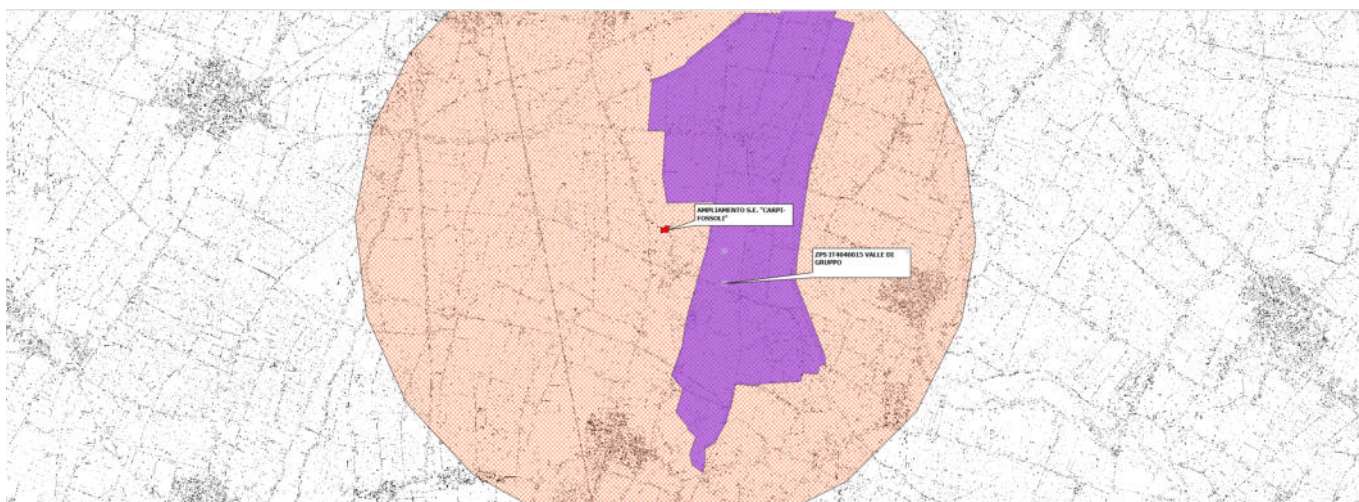 AMPLIAMENTO S.E. "CARPI-
FOSSOLI"
ZPS IT4040015 VALLE DI
GRUPPO